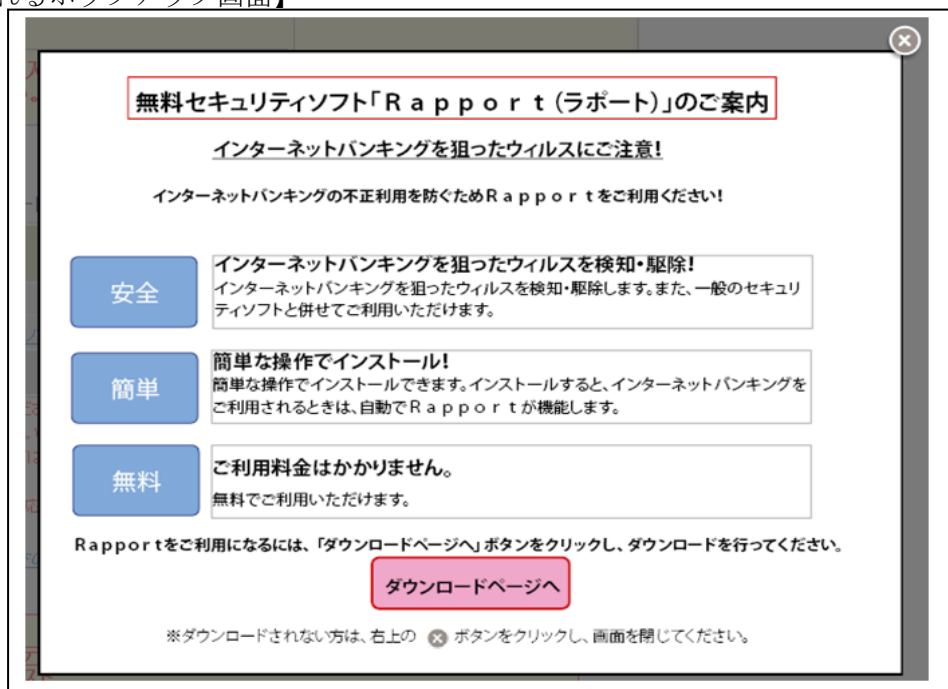 るポップアップ画面】
無料セキュリティソフト「Rapport(ラポート)」のご案内
インターネットバンキングを狙ったウィルスにご注意!
インターネットバンキングの不正利用を防ぐためRapportをご利用ください!
安全
インターネットバンキングを狙ったウィルスを検知・駆除!
インターネットバンキングを狙ったウィルスを検知・駆除します。また、一般のセキュリ
ティソフトと併せてご利用いただけます。
簡単
簡単な操作でインストール!
簡単な操作でインストールできます。インストールすると、インターネットバンキングを
ご利用されるときは、自動でRapportが機能します。
無料
ご利用料金はかかりません。
無料でご利用いただけます。
Rapportをご利用になるには、「ダウンロードページへ」ボタンをクリックし、ダウンロードを行ってください。
ダウンロードページへ
※ダウンロードされない方は、右上の ボタンをクリックし、画面を閉じてください。